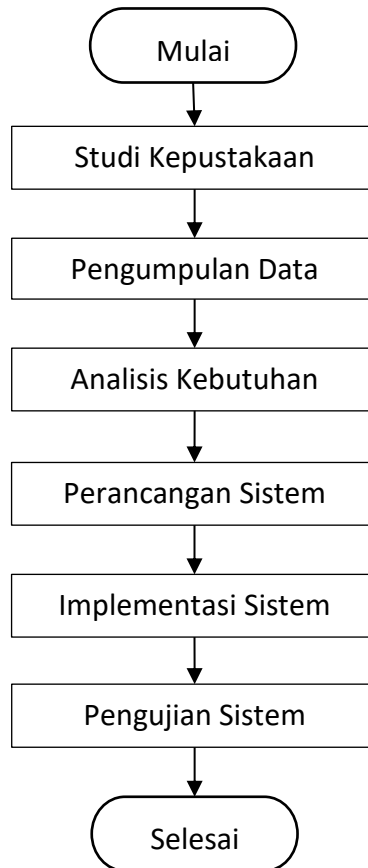 Mulai
Studi Kepustakaan
Pengumpulan Data
Analisis Kebutuhan
Perancangan Sistem
Implementasi Sistem
Pengujian Sistem
Selesai